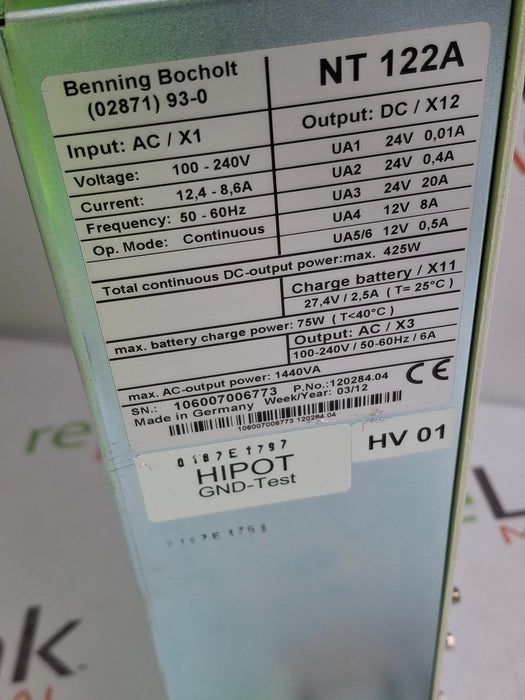 Benning Bocholt
(02871) 93-0
NT 122A
Input: AC / X1
Voltage: 100 - 240V
Current: 12,4 - 8,6A
Frequency: 50 - 60Hz
Op. Mode: Continuous
Output: DC / X12
UA1 24V 0,01A
UA2 24V 0,4A
UA3 24V 20A
UA4 12V 8A
UA5/6 12V 0,5A
Total continuous DC-output power:max. 425W
Charge battery / X11
27,4V / 2,5A ( T= 25°C )
max. battery charge power: 75W ( T<40°C )
Output: AC / X3
100-240V / 50-60Hz / 6A
max. AC-output power: 1440VA
SN.: 106007006773 P.No.:120284.04
Made in Germany Week/Year: 03/12
CE
106007006773 120284.04
HV 01
0187E1797
HIPOT
GND-Test